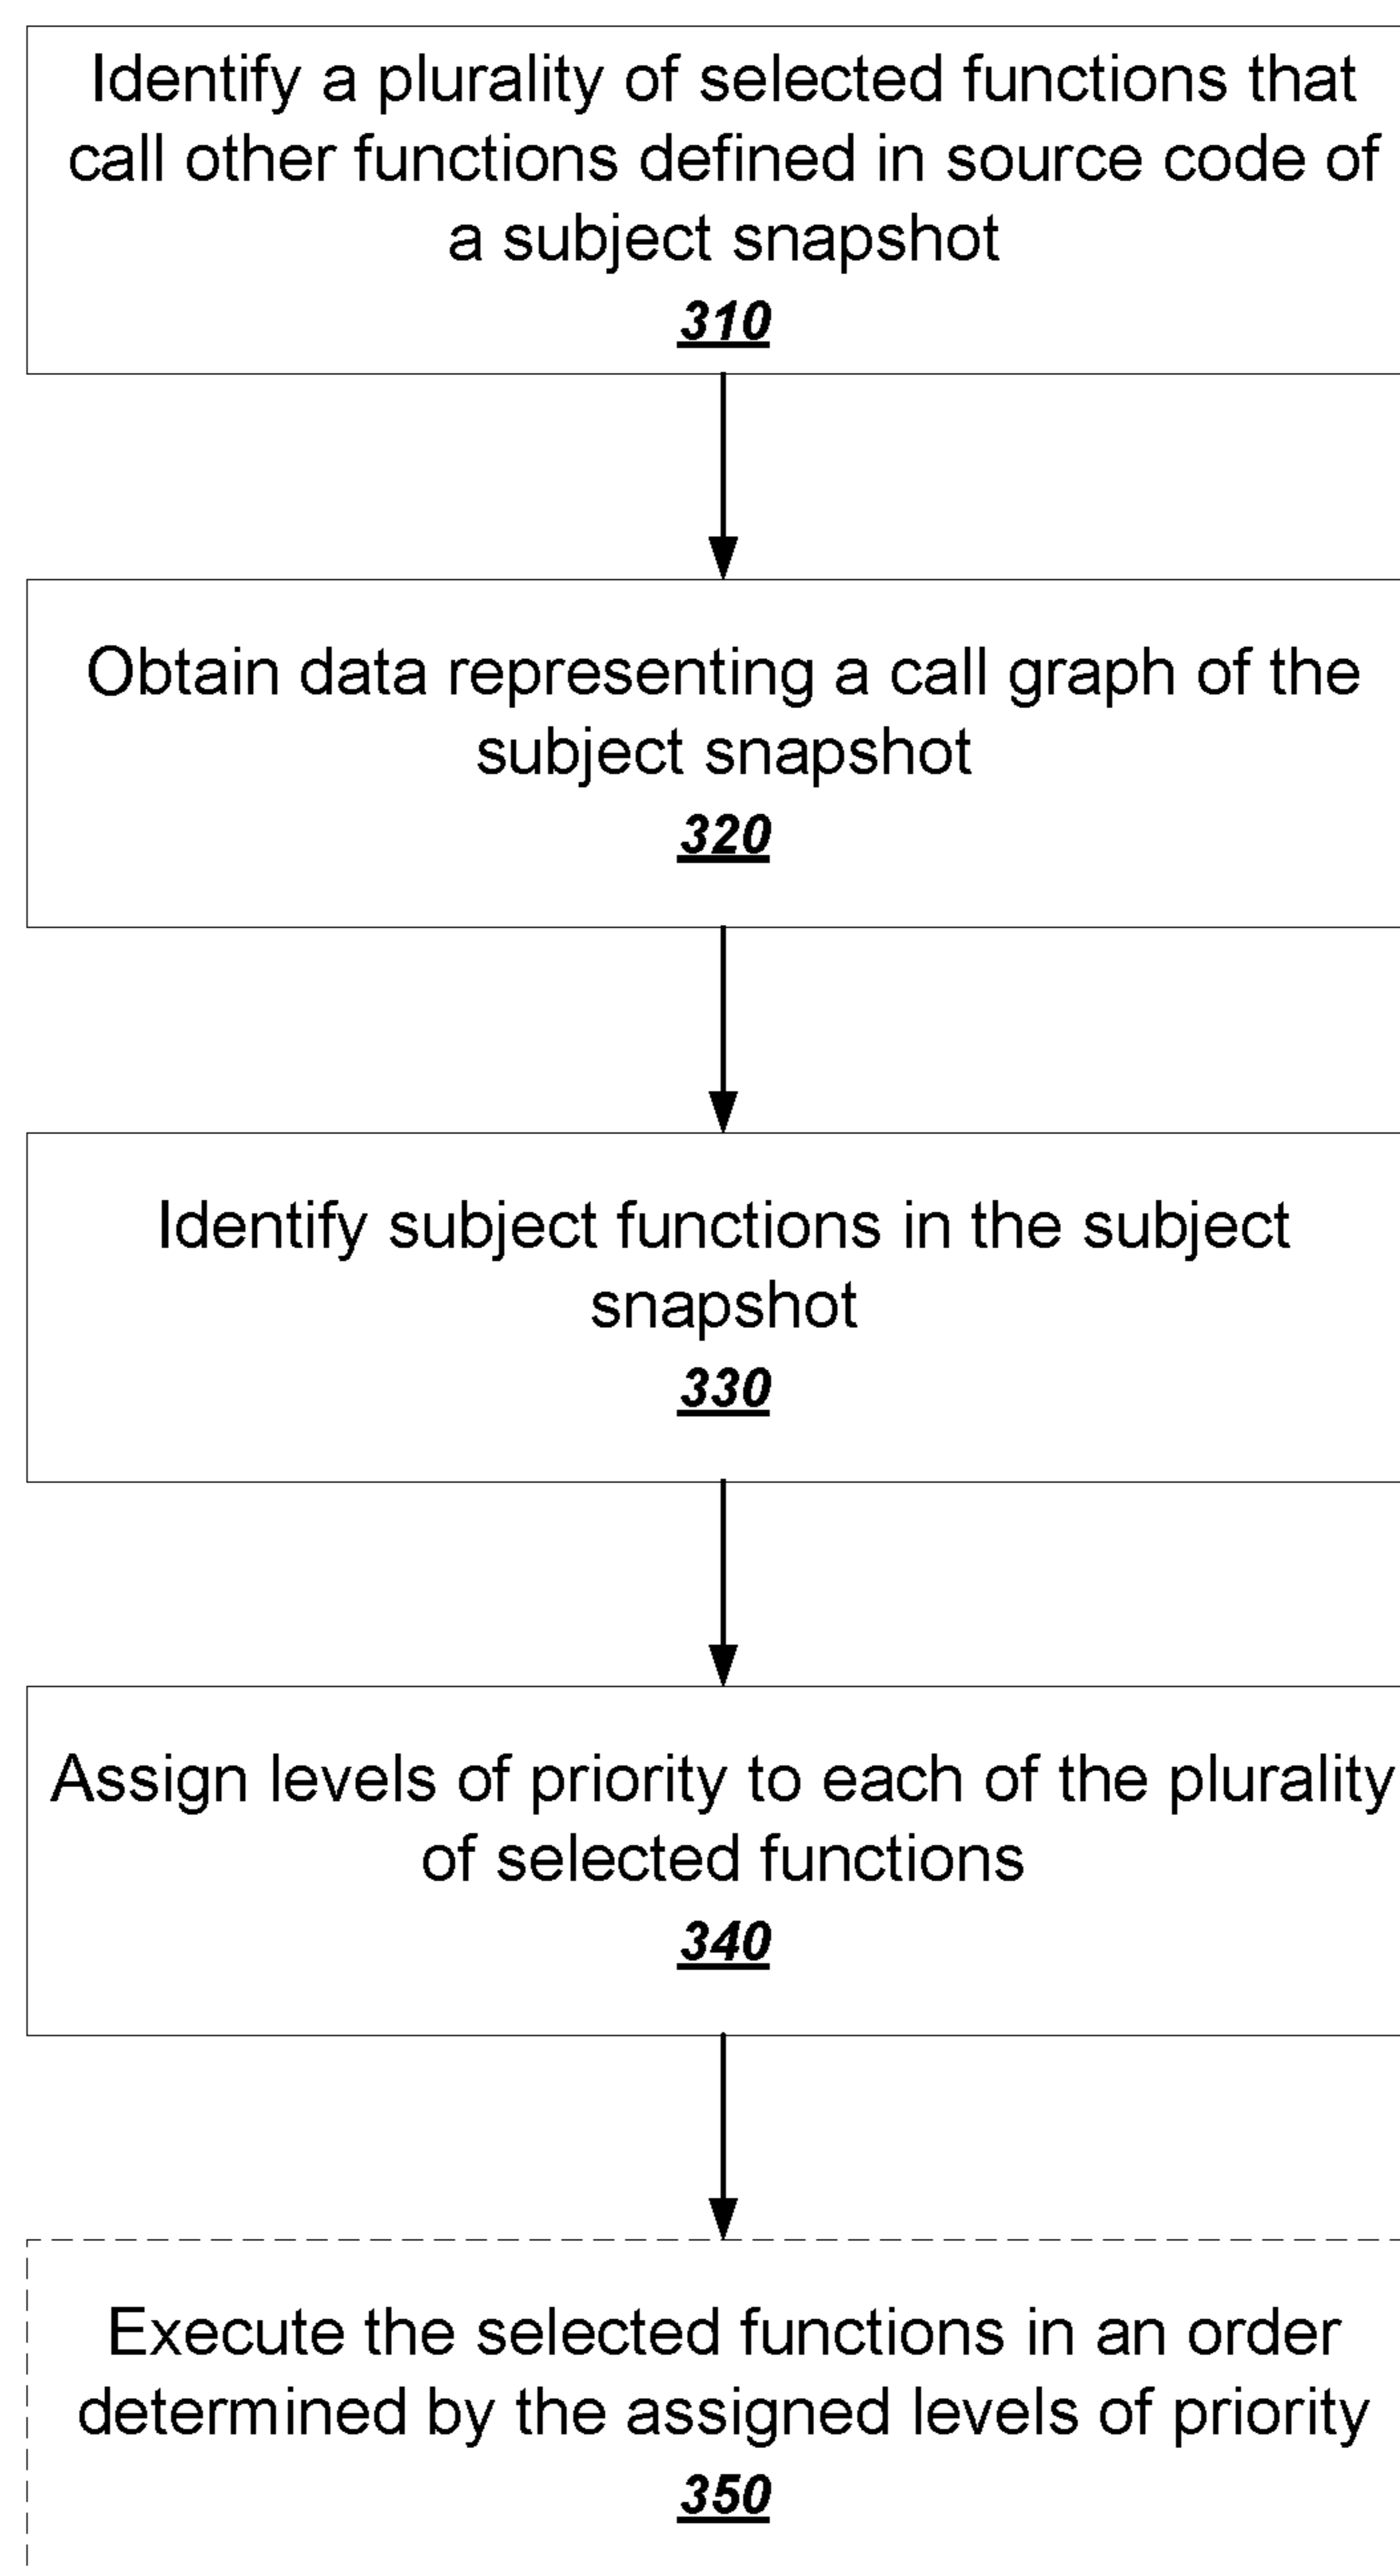 Identify a plurality of selected functions that
call other functions defined in source code of
a subject snapshot
310
Obtain data representing a call graph of the
subject snapshot
320
Identify subject functions in the subject
snapshot
330
Assign levels of priority to each of the plurality
of selected functions
340
Execute the selected functions in an order
determined by the assigned levels of priority
350